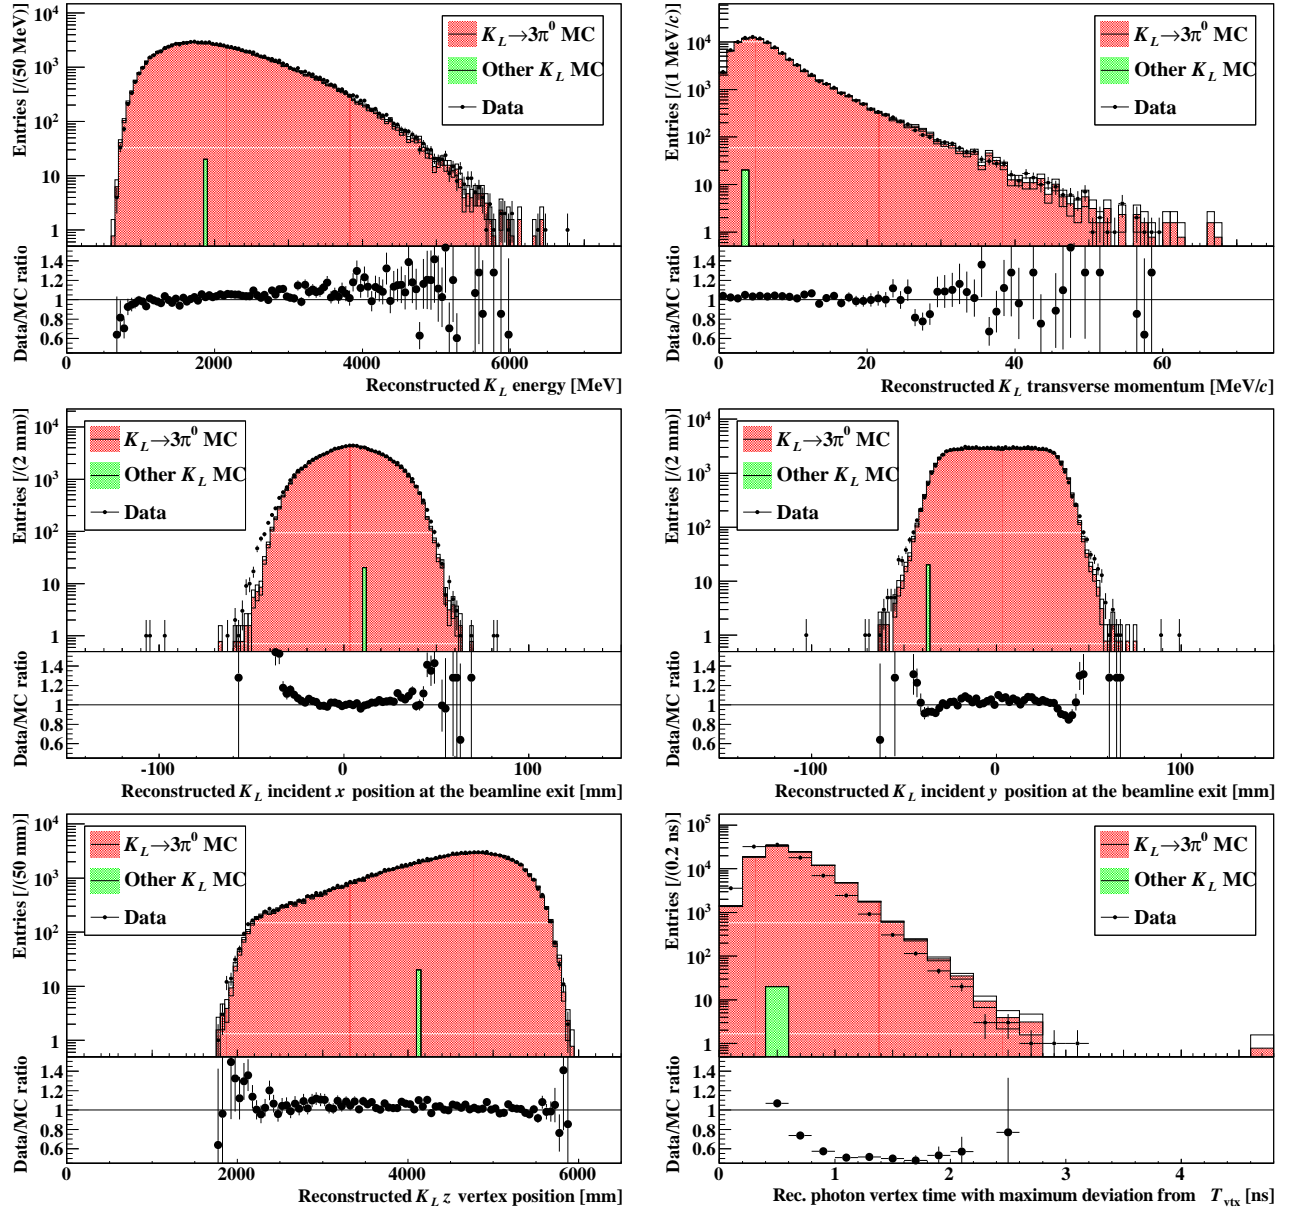 Entries [/(50 MeV)]
10⁴
10³
10²
10
1
K_L→3π⁰ MC
Other K_L MC
Data
Data/MC ratio
1.4
1.2
1
0.8
0.6
0 2000 4000 6000
Reconstructed K_L energy [MeV]
Entries [/(1 MeV/c)]
10⁴
10³
10²
10
1
K_L→3π⁰ MC
Other K_L MC
Data
Data/MC ratio
1.4
1.2
1
0.8
0.6
0 20 40 60
Reconstructed K_L transverse momentum [MeV/c]
Entries [/(2 mm)]
10⁴
10³
10²
10
1
K_L→3π⁰ MC
Other K_L MC
Data
Data/MC ratio
1.4
1.2
1
0.8
0.6
-100 0 100
Reconstructed K_L incident x position at the beamline exit [mm]
Entries [/(2 mm)]
10⁴
10³
10²
10
1
K_L→3π⁰ MC
Other K_L MC
Data
Data/MC ratio
1.4
1.2
1
0.8
0.6
-100 0 100
Reconstructed K_L incident y position at the beamline exit [mm]
Entries [/(50 mm)]
10⁴
10³
10²
10
1
K_L→3π⁰ MC
Other K_L MC
Data
Data/MC ratio
1.4
1.2
1
0.8
0.6
0 2000 4000 6000
Reconstructed K_L z vertex position [mm]
Entries [/(0.2 ns)]
10⁵
10⁴
10³
10²
10
1
K_L→3π⁰ MC
Other K_L MC
Data
Data/MC ratio
1.4
1.2
1
0.8
0.6
0 1 2 3 4
Rec. photon vertex time with maximum deviation from T_vtx [ns]